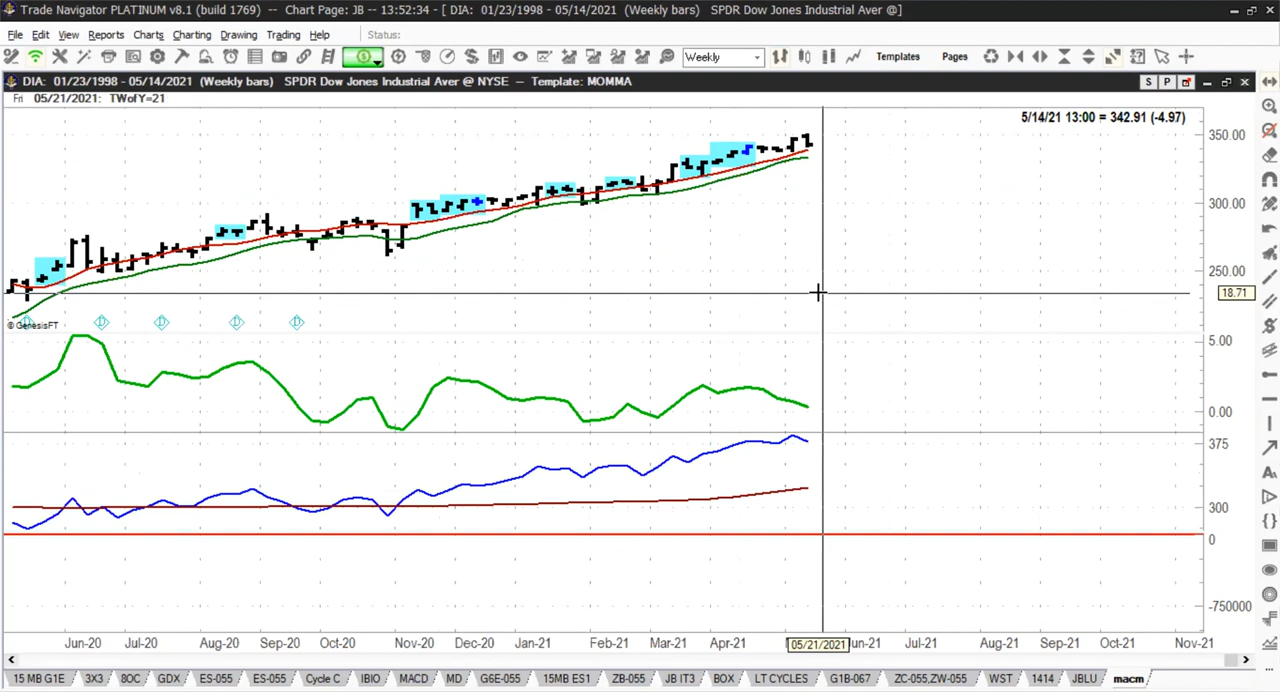 Trade Navigator PLATINUM v8.1 (build 1769) -- Chart Page: JB -- 13:52:34 - [ DIA: 01/23/1998 - 05/14/2021 (Weekly bars) SPDR Dow Jones Industrial Aver @]
File Edit View Reports Charts Charting Drawing Trading Help Status:
Weekly Templates Pages
DIA: 01/23/1998 - 05/14/2021 (Weekly bars) SPDR Dow Jones Industrial Aver @ NYSE – Template: MOMMA S P
Fri 05/21/2021: TWofY=21
5/14/21 13:00 = 342.91 (-4.97)
350.00
300.00
250.00
18.71
© GenesisFT
D D D D
5.00
0.00
375
300
0
-750000
Jun-20 Jul-20 Aug-20 Sep-20 Oct-20 Nov-20 Dec-20 Jan-21 Feb-21 Mar-21 Apr-21 05/21/2021 un-21 Jul-21 Aug-21 Sep-21 Oct-21 Nov-21
15 MB G1E 3X3 8OC GDX ES-055 ES-055 Cycle C IBIO MACD MD G6E-055 15MB ES1 ZB-055 JB IT3 BOX LT CYCLES G1B-067 ZC-055,ZW-055 WST 1414 JBLU macm